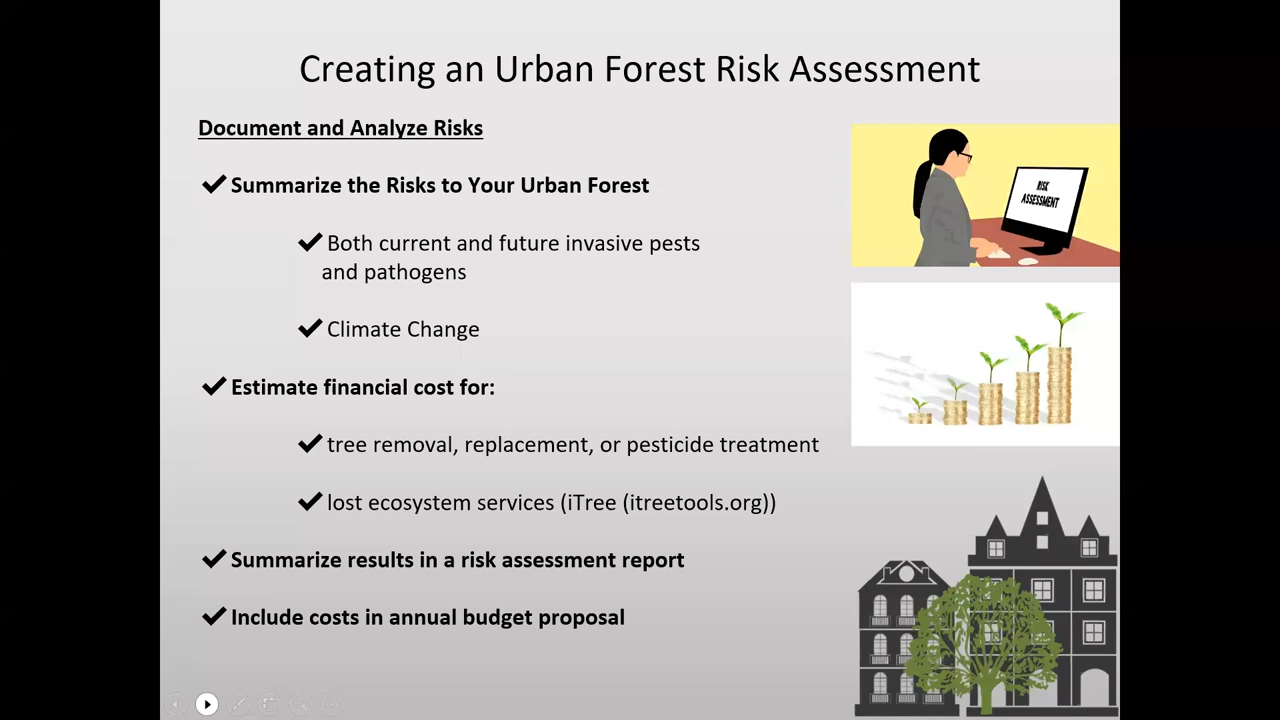 Creating an Urban Forest Risk Assessment
Document and Analyze Risks
Summarize the Risks to Your Urban Forest
Both current and future invasive pests
and pathogens
Climate Change
Estimate financial cost for:
tree removal, replacement, or pesticide treatment
lost ecosystem services (iTree (itreetools.org))
Summarize results in a risk assessment report
Include costs in annual budget proposal
RISK
ASSESSMENT